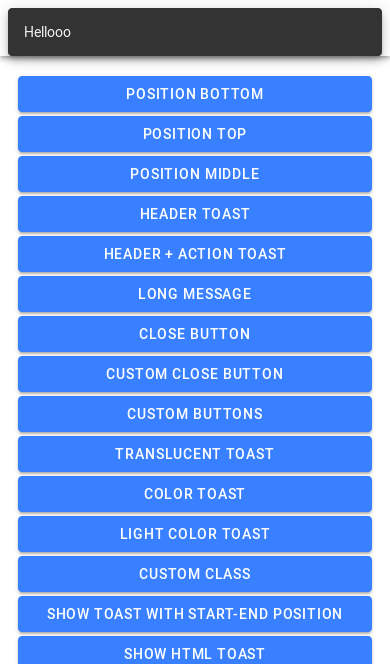 Hellooo
POSITION BOTTOM
POSITION TOP
POSITION MIDDLE
HEADER TOAST
HEADER + ACTION TOAST
LONG MESSAGE
CLOSE BUTTON
CUSTOM CLOSE BUTTON
CUSTOM BUTTONS
TRANSLUCENT TOAST
COLOR TOAST
LIGHT COLOR TOAST
CUSTOM CLASS
SHOW TOAST WITH START-END POSITION
SHOW HTML TOAST